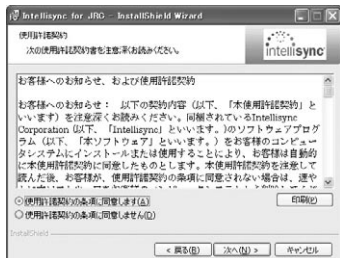 Intellisync for JRC - InstallShield Wizard
使用許諾契約
次の使用許諾契約書を注意深くお読みください。
intellisync
お客様へのお知らせ、および使用許諾契約
お客様へのお知らせ： 以下の契約内容（以下、「本使用許諾契約」と
いいます）を注意深くお読みください。同梱されているIntellisync
Corporation（以下、「Intellisync」といいます。)のソフトウェアプログ
ラム（以下、「本ソフトウェア」といいます。）をお客様のコンピュー
タシステムにインストールまたは使用することにより、お客様は自動的
に本使用許諾契約に同意したものとします。本使用許諾契約を注意して
読んだ後、お客様が、使用許諾契約の条項に同意されない場合は、速や
使用許諾契約の条項に同意します(A)
印刷(P)
使用許諾契約の条項に同意しません(D)
InstallShield
< 戻る(B)
次へ(N) >
キャンセル